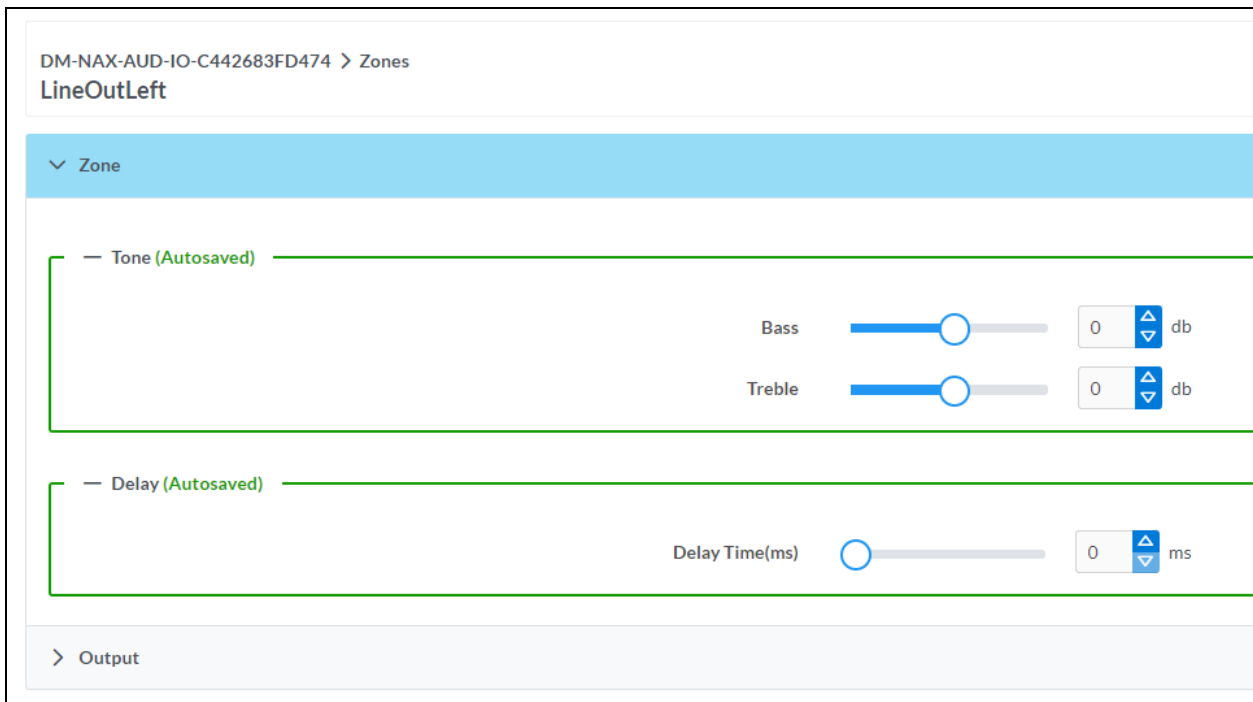 DM-NAX-AUD-IO-C442683FD474 > Zones
LineOutLeft
Zone
Tone (Autosaved)
Bass 0 db
Treble 0 db
Delay (Autosaved)
Delay Time(ms) 0 ms
Output